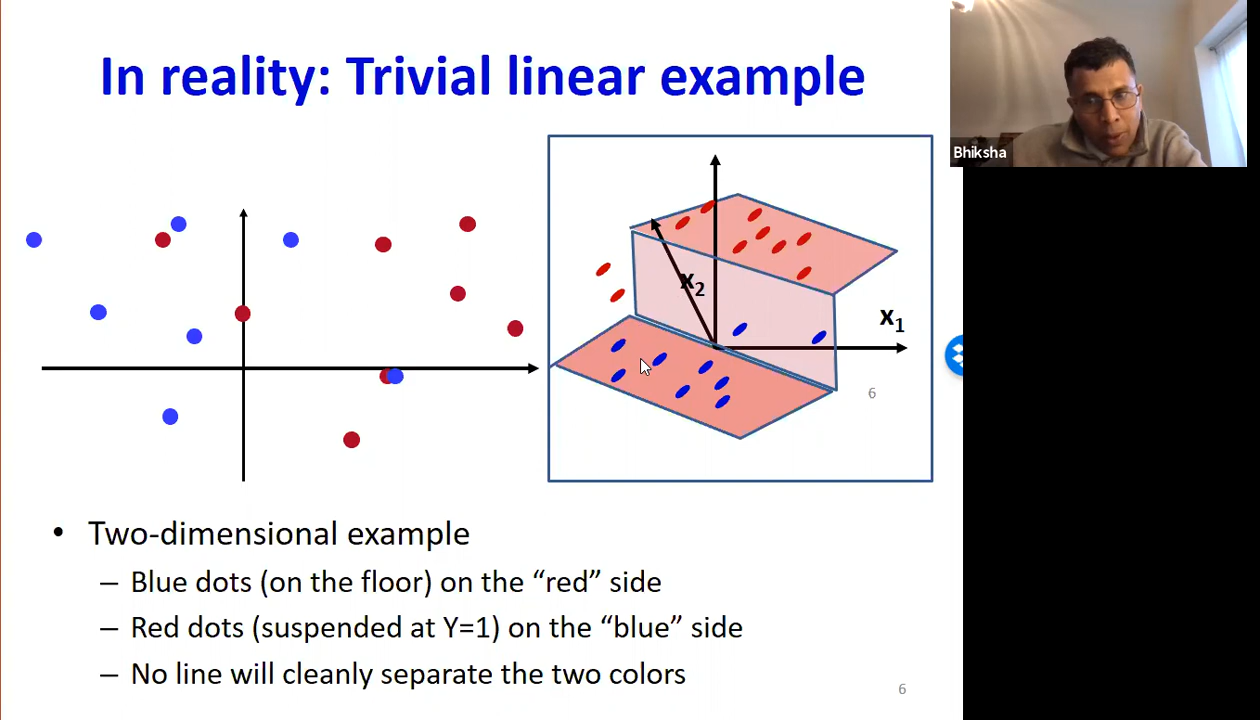 In reality: Trivial linear example
Bhiksha
x2
x1
6
• Two-dimensional example
– Blue dots (on the floor) on the “red” side
– Red dots (suspended at Y=1) on the “blue” side
– No line will cleanly separate the two colors
6